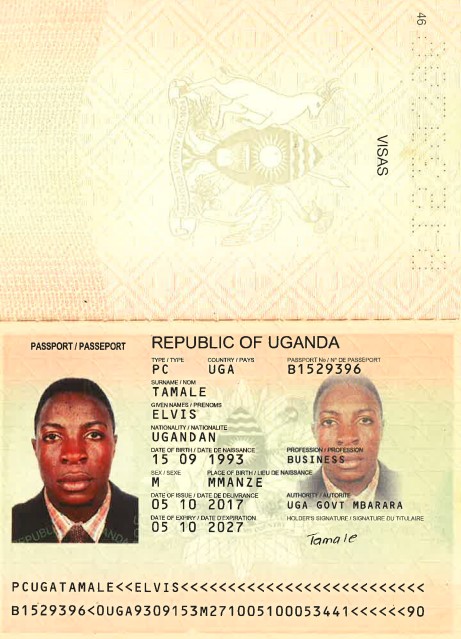 46
VISAS
PASSPORT / PASSEPORT
REPUBLIC OF UGANDA
TYPE / TYPE COUNTRY / PAYS PASSPORT No / N° DE PASSEPORT
PC UGA B1529396
SURNAME / NOM
TAMALE
GIVEN NAMES / PRENOMS
ELVIS
NATIONALITY / NATIONALITE
UGANDAN
DATE OF BIRTH / DATE DE NAISSANCE PROFESSION / PROFESSION
15 09 1993 BUSINESS
SEX / SEXE PLACE OF BIRTH / LIEU DE NAISSANCE
M MMANZE
DATE OF ISSUE / DATE DE DELIVRANCE AUTHORITY / AUTORITE
05 10 2017 UGA GOVT MBARARA
DATE OF EXPIRY / DATE D'EXPIRATION HOLDER'S SIGNATURE / SIGNATURE DU TITULAIRE
05 10 2027 Tamale
PCUGATAMALE<<ELVIS<<<<<<<<<<<<<<<<<<<<<<<<<<
B1529396<0UGA9309153M271005100053441<<<<<<90